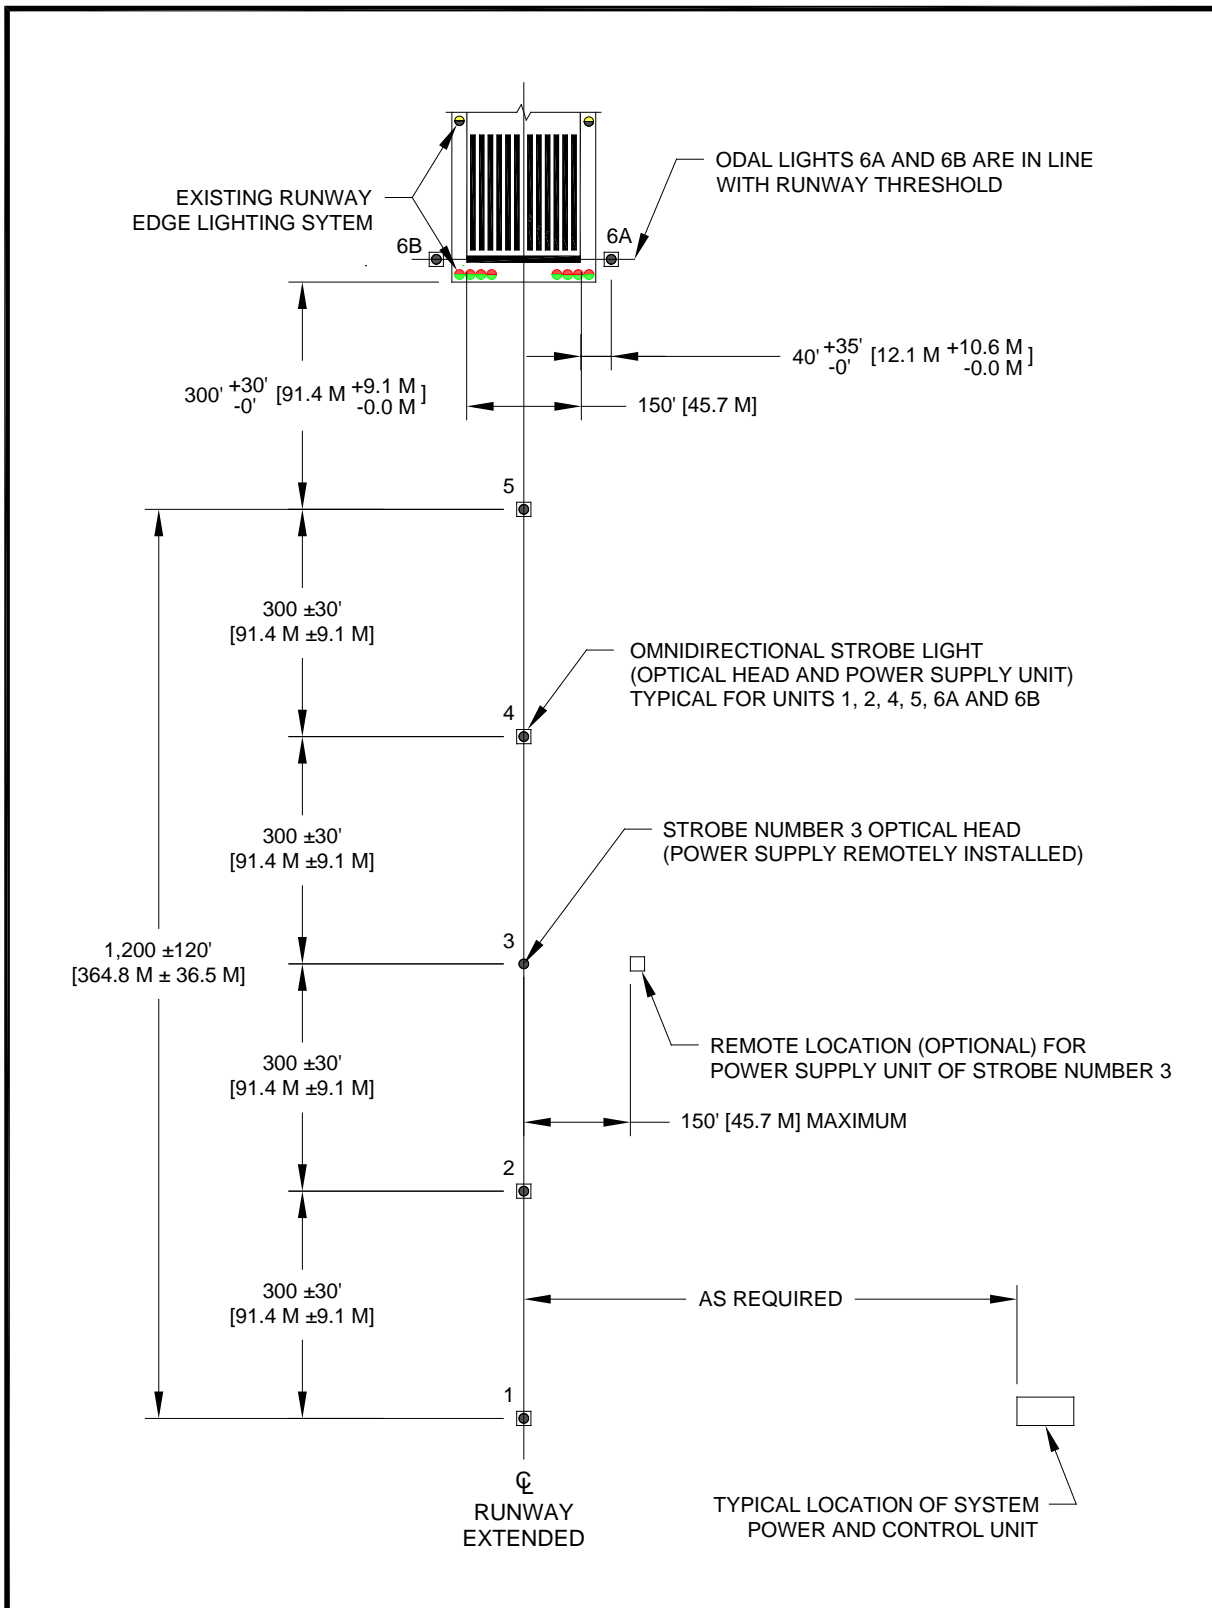 ODAL LIGHTS 6A AND 6B ARE IN LINE
WITH RUNWAY THRESHOLD
EXISTING RUNWAY
EDGE LIGHTING SYTEM
6B
6A
40' +35' -0' [12.1 M +10.6 M -0.0 M ]
300' +30' -0' [91.4 M +9.1 M -0.0 M ]
150' [45.7 M]
5
300 ±30'
[91.4 M ±9.1 M]
OMNIDIRECTIONAL STROBE LIGHT
(OPTICAL HEAD AND POWER SUPPLY UNIT)
TYPICAL FOR UNITS 1, 2, 4, 5, 6A AND 6B
4
300 ±30'
[91.4 M ±9.1 M]
STROBE NUMBER 3 OPTICAL HEAD
(POWER SUPPLY REMOTELY INSTALLED)
3
1,200 ±120'
[364.8 M ± 36.5 M]
REMOTE LOCATION (OPTIONAL) FOR
POWER SUPPLY UNIT OF STROBE NUMBER 3
300 ±30'
[91.4 M ±9.1 M]
150' [45.7 M] MAXIMUM
2
300 ±30'
[91.4 M ±9.1 M]
AS REQUIRED
1
℄
RUNWAY
EXTENDED
TYPICAL LOCATION OF SYSTEM
POWER AND CONTROL UNIT